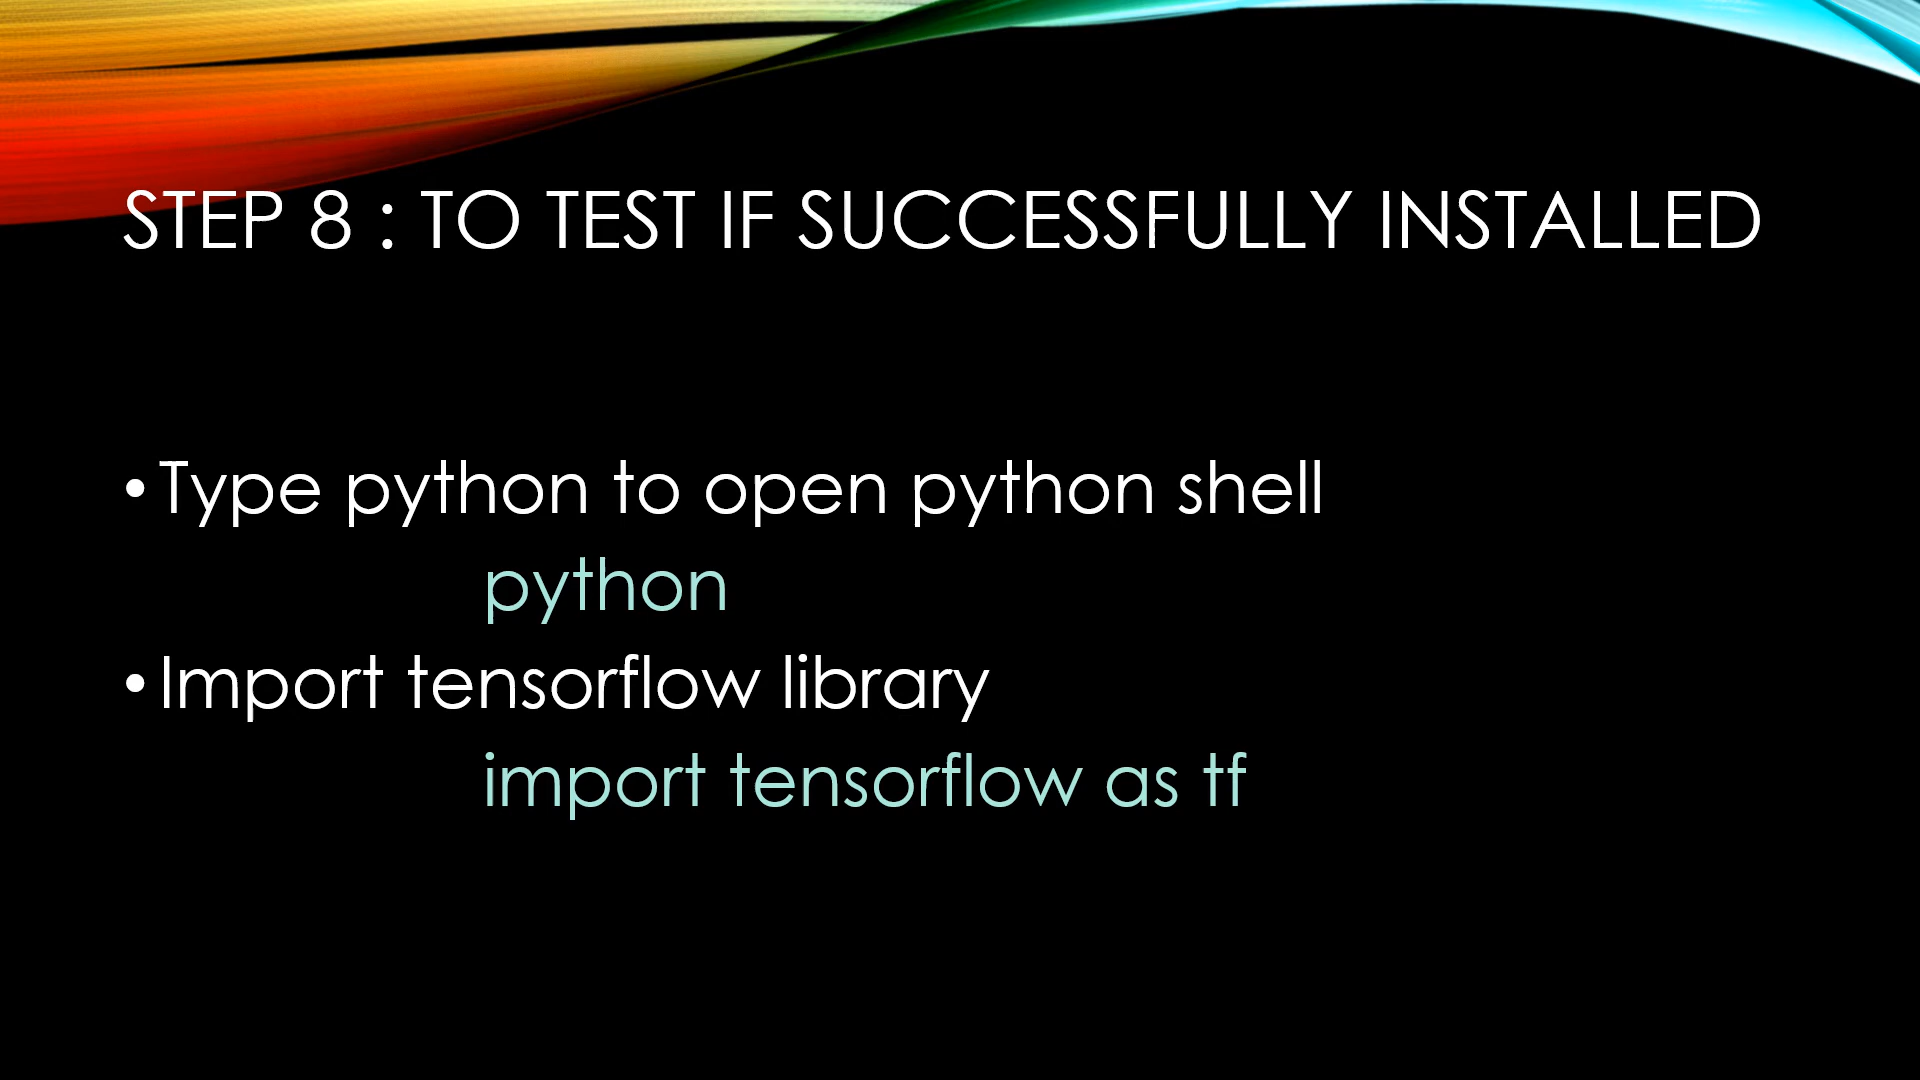 STEP 8 : TO TEST IF SUCCESSFULLY INSTALLED
• Type python to open python shell
python
• Import tensorflow library
import tensorflow as tf